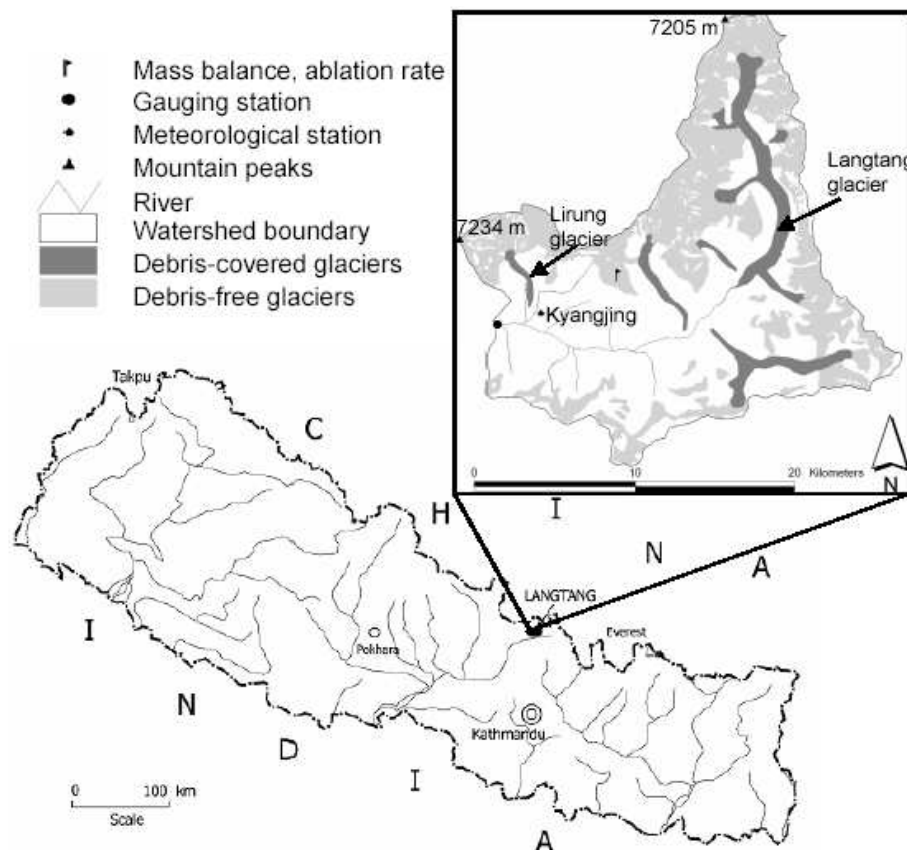 Mass balance, ablation rate
Gauging station
Meteorological station
Mountain peaks
River
Watershed boundary
Debris-covered glaciers
Debris-free glaciers
7205 m
Langtang
glacier
Lirung
glacier
7234 m
Kyangjing
0 10 20 Kilometers
N
Takpu
C
H
I
N
A
LANGTANG
Everest
Pokhara
Kathmandu
I
N
D
I
A
0 100 km
Scale